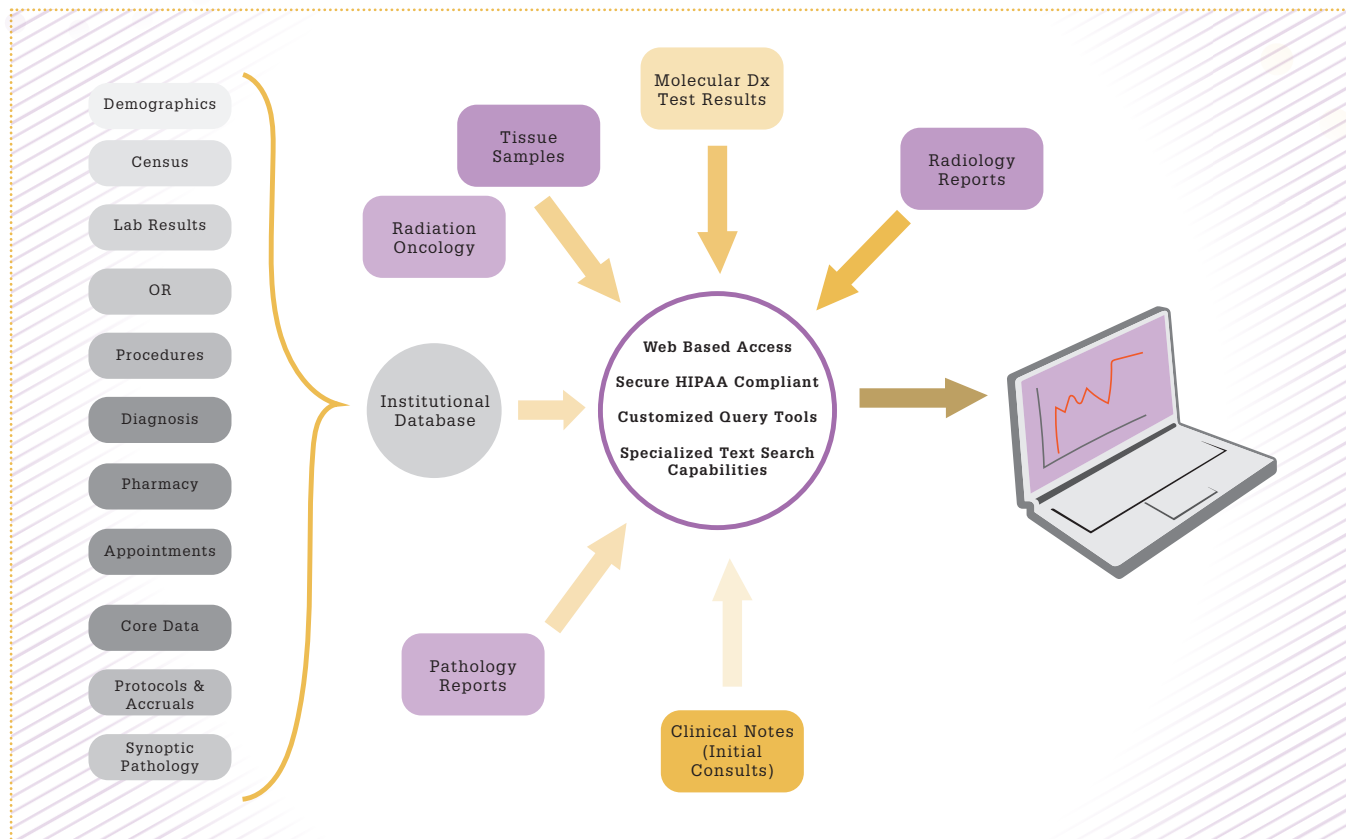 Demographics
Census
Lab Results
OR
Procedures
Diagnosis
Pharmacy
Appointments
Core Data
Protocols &
Accruals
Synoptic
Pathology
Institutional
Database
Radiation
Oncology
Tissue
Samples
Molecular Dx
Test Results
Radiology
Reports
Web Based Access
Secure HIPAA Compliant
Customized Query Tools
Specialized Text Search
Capabilities
Pathology
Reports
Clinical Notes
(Initial
Consults)